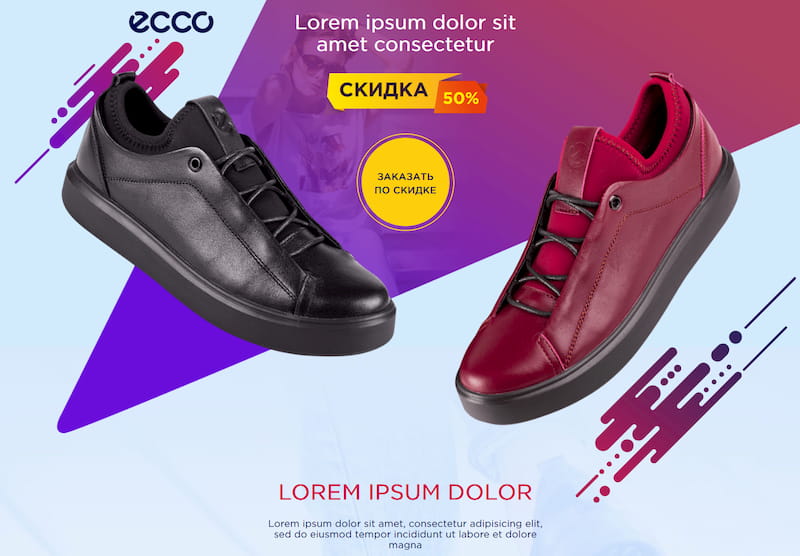 ecco
Lorem ipsum dolor sit
amet consectetur
СКИДКА
50%
ЗАКАЗАТЬ
ПО СКИДКЕ
LOREM IPSUM DOLOR
Lorem ipsum dolor sit amet, consectetur adipisicing elit,
sed do eiusmod tempor incididunt ut labore et dolore
magna